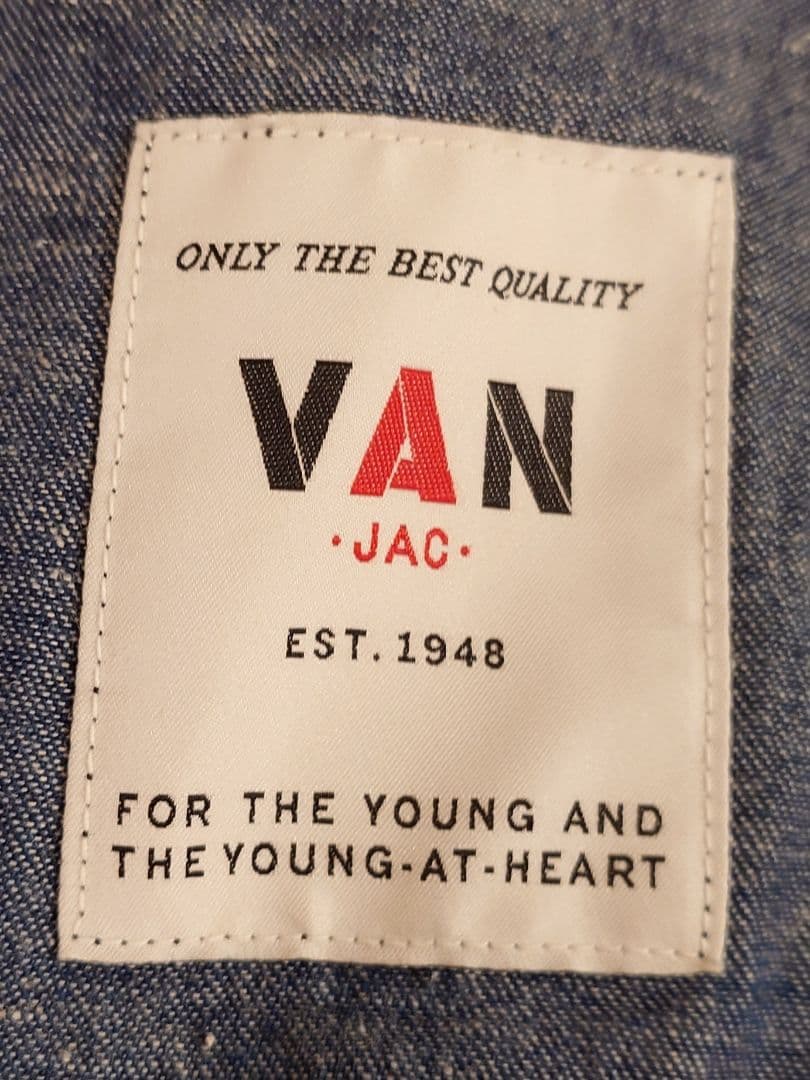 ONLY THE BEST QUALITY
VAN
·JAC·
EST. 1948
FOR THE YOUNG AND
THE YOUNG-AT-HEART